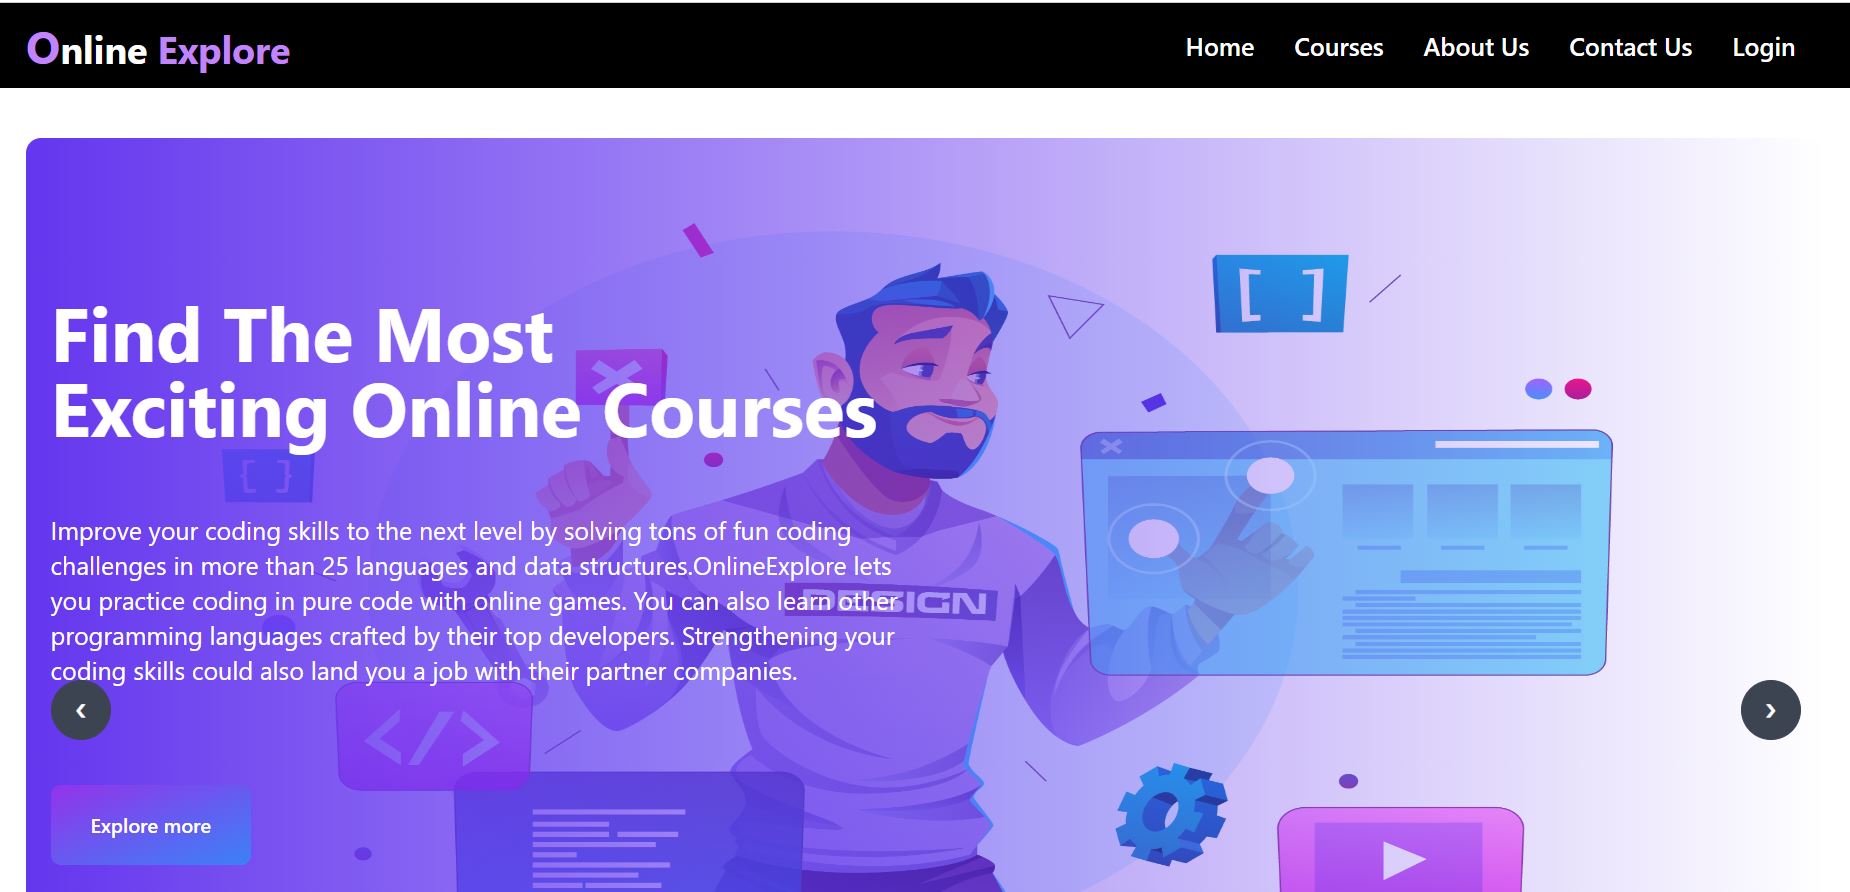 Online Explore
Home Courses About Us Contact Us Login
[ ]
Find The Most
Exciting Online Courses
{ }
Improve your coding skills to the next level by solving tons of fun coding
challenges in more than 25 languages and data structures.OnlineExplore lets
you practice coding in pure code with online games. You can also learn other
DESIGN
programming languages crafted by their top developers. Strengthening your
coding skills could also land you a job with their partner companies.
‹ ›
</>
Explore more